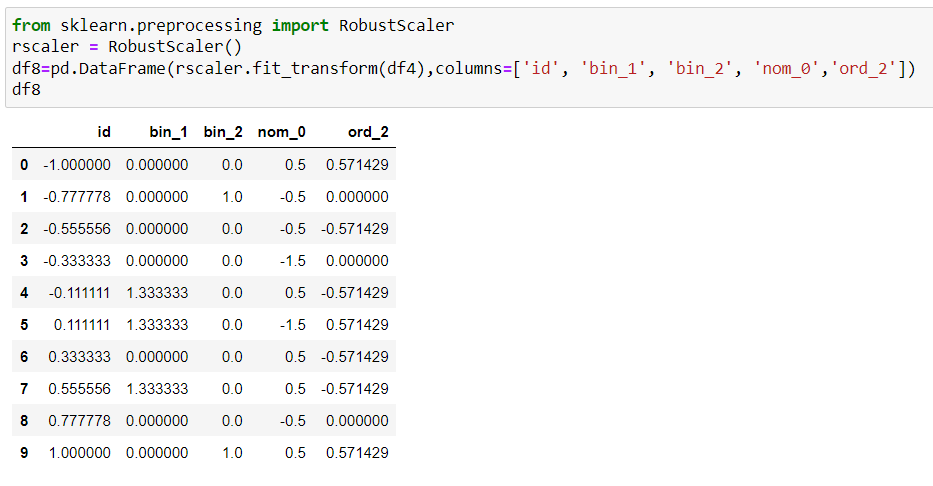 from sklearn.preprocessing import RobustScaler
rscaler = RobustScaler()
df8=pd.DataFrame(rscaler.fit_transform(df4),columns=['id', 'bin_1', 'bin_2', 'nom_0','ord_2'])
df8
id bin_1 bin_2 nom_0 ord_2
0 -1.000000 0.000000 0.0 0.5 0.571429
1 -0.777778 0.000000 1.0 -0.5 0.000000
2 -0.555556 0.000000 0.0 -0.5 -0.571429
3 -0.333333 0.000000 0.0 -1.5 0.000000
4 -0.111111 1.333333 0.0 0.5 -0.571429
5 0.111111 1.333333 0.0 -1.5 0.571429
6 0.333333 0.000000 0.0 0.5 -0.571429
7 0.555556 1.333333 0.0 0.5 -0.571429
8 0.777778 0.000000 0.0 -0.5 0.000000
9 1.000000 0.000000 1.0 0.5 0.571429